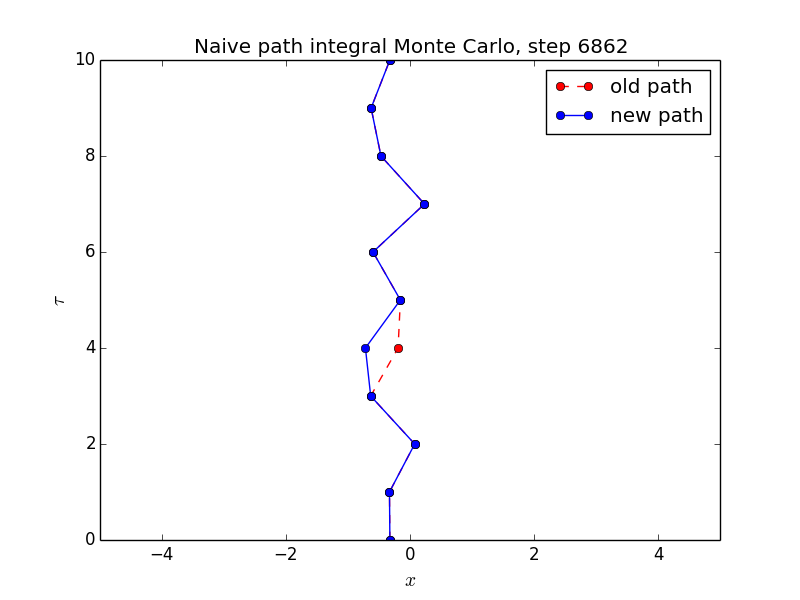 Naive path integral Monte Carlo, step 6862
old path
new path
10
8
6
4
2
0
τ
−4
−2
0
2
4
x